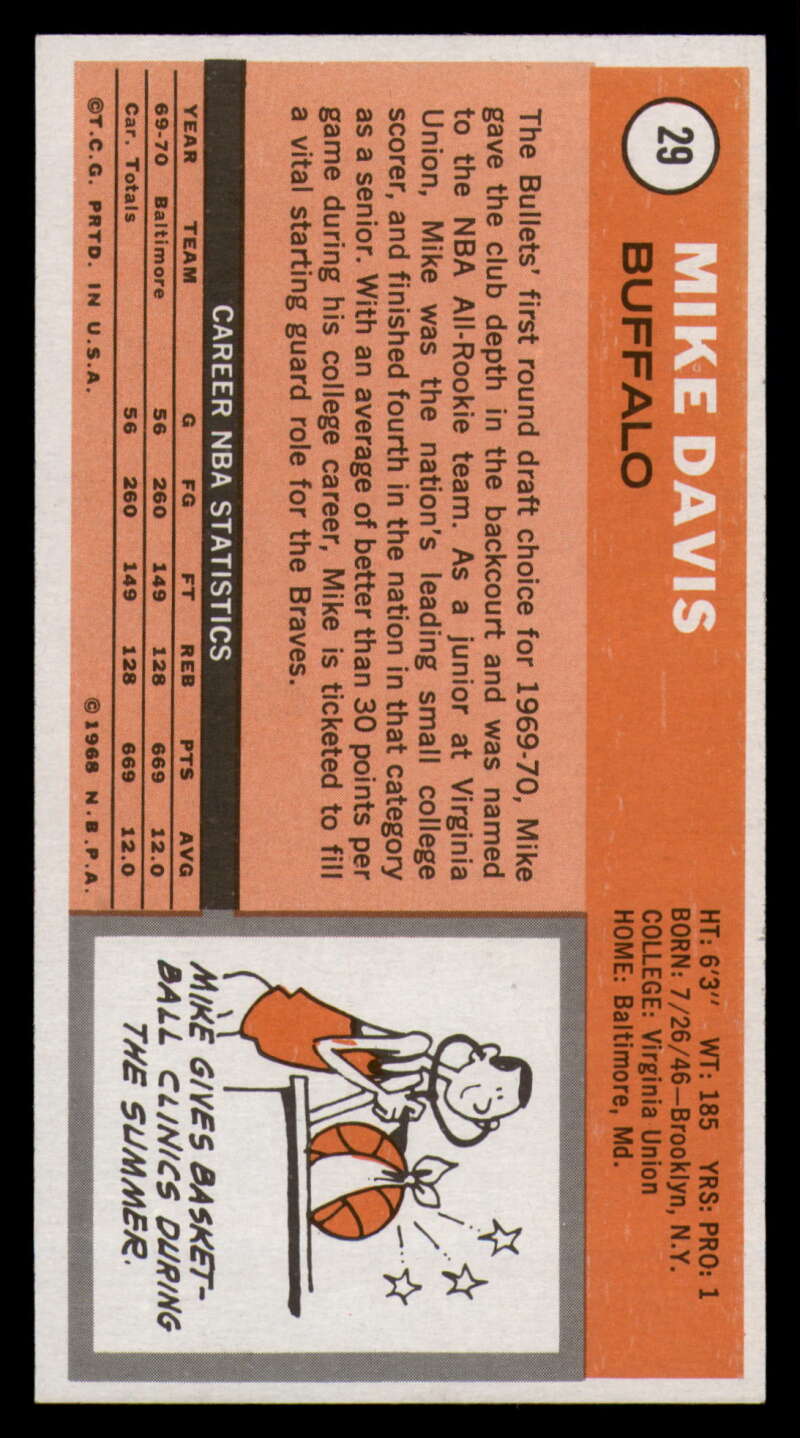 29
MIKE DAVIS
BUFFALO
HT: 6'3'' WT: 185 YRS: PRO: 1
BORN: 7/26/46—Brooklyn, N.Y.
COLLEGE: Virginia Union
HOME: Baltimore, Md.
The Bullets' first round draft choice for 1969-70, Mike
gave the club depth in the backcourt and was named
to the NBA All-Rookie team. As a junior at Virginia
Union, Mike was the nation's leading small college
scorer, and finished fourth in the nation in that category
as a senior. With an average of better than 30 points per
game during his college career, Mike is ticketed to fill
a vital starting guard role for the Braves.
CAREER NBA STATISTICS
YEAR TEAM G FG FT REB PTS AVG
69-70 Baltimore 56 260 149 128 669 12.0
Car. Totals 56 260 149 128 669 12.0
©T.C.G. PRTD. IN U.S.A. ©1968 N.B.P.A.
MIKE GIVES BASKET-
BALL CLINICS DURING
THE SUMMER.